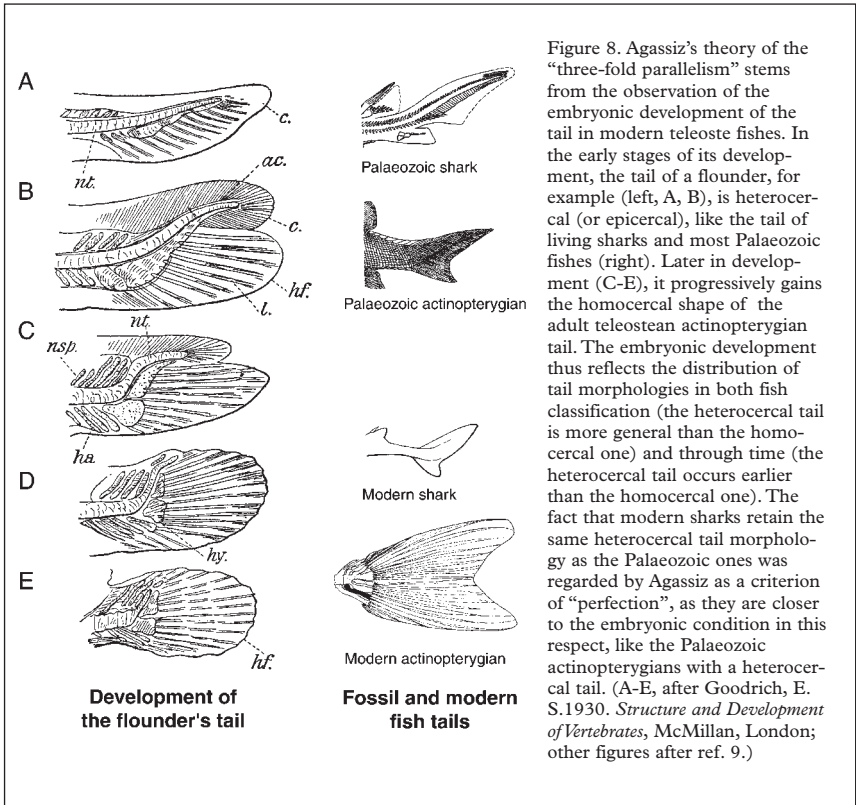 A
c.
nt.
Palaeozoic shark
B
ac.
c.
hf.
l.
Palaeozoic actinopterygian
C
nt.
nsp.
ha.
Modern shark
D
hy.
E
hf.
Modern actinopterygian
Development of
the flounder's tail
Fossil and modern
fish tails
Figure 8. Agassiz's theory of the
"three-fold parallelism" stems
from the observation of the
embryonic development of the
tail in modern teleoste fishes. In
the early stages of its develop-
ment, the tail of a flounder, for
example (left, A, B), is heterocer-
cal (or epicercal), like the tail of
living sharks and most Palaeozoic
fishes (right). Later in develop-
ment (C-E), it progressively gains
the homocercal shape of the
adult teleostean actinopterygian
tail. The embryonic development
thus reflects the distribution of
tail morphologies in both fish
classification (the heterocercal tail
is more general than the homo-
cercal one) and through time (the
heterocercal tail occurs earlier
than the homocercal one). The
fact that modern sharks retain the
same heterocercal tail morpholo-
gy as the Palaeozoic ones was
regarded by Agassiz as a criterion
of "perfection", as they are closer
to the embryonic condition in this
respect, like the Palaeozoic
actinopterygians with a heterocer-
cal tail. (A-E, after Goodrich, E.
S.1930. Structure and Development
of Vertebrates, McMillan, London;
other figures after ref. 9.)